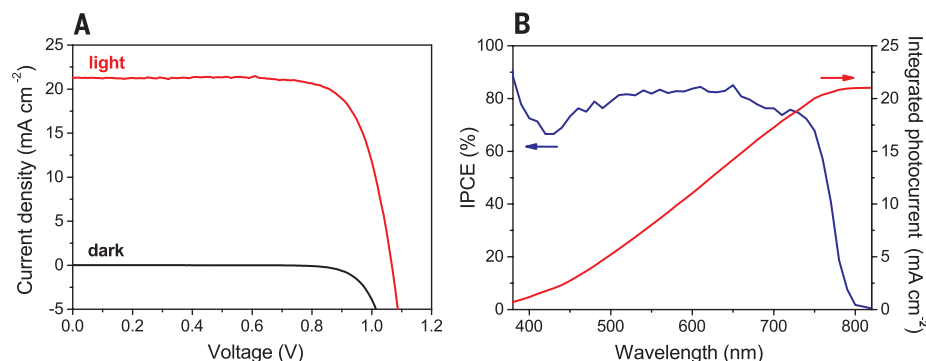 A
Current density (mA cm⁻²)
25
20
15
10
5
0
-5
light
dark
0.0 0.2 0.4 0.6 0.8 1.0 1.2
Voltage (V)
B
IPCE (%)
100
80
60
40
20
0
400 500 600 700 800
Wavelength (nm)
25
20
15
10
5
0
Integrated photocurrent (mA cm⁻²)